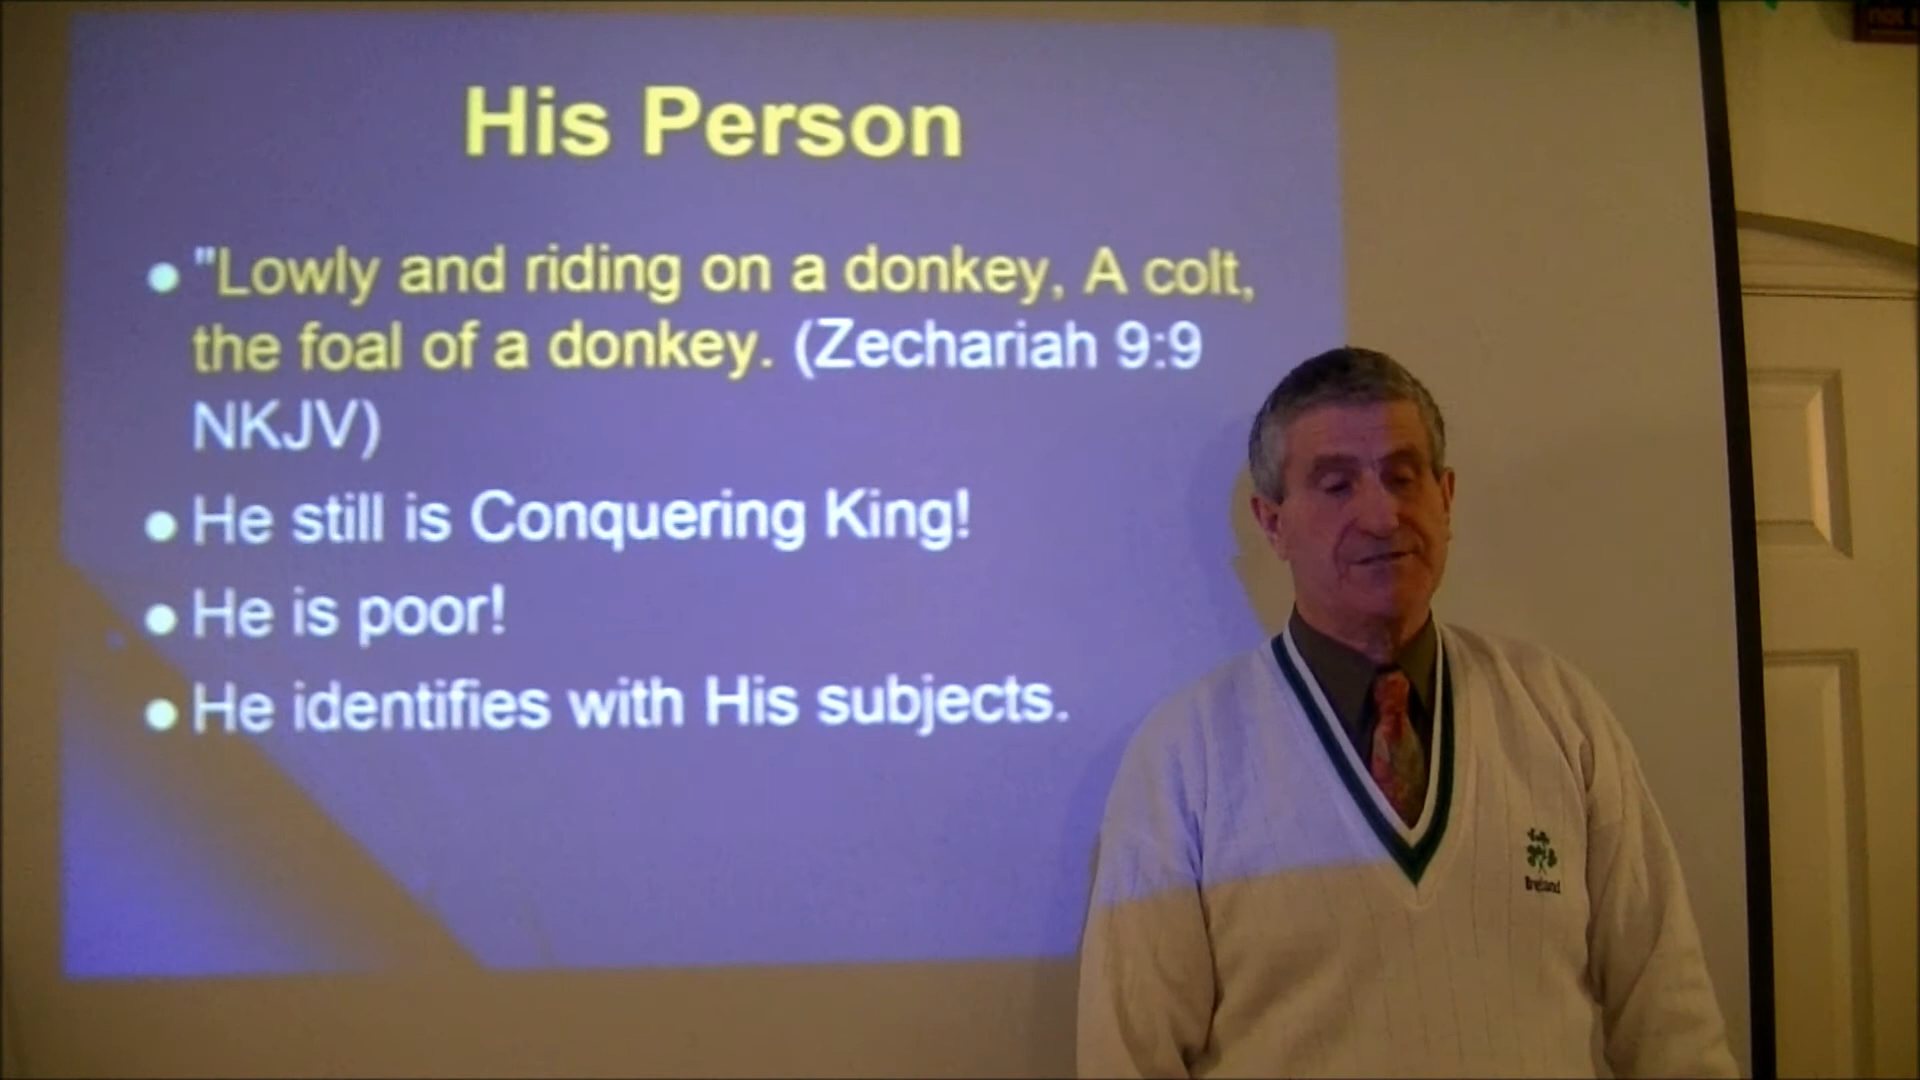 His Person
"Lowly and riding on a donkey, A colt,
the foal of a donkey. (Zechariah 9:9
NKJV)
He still is Conquering King!
He is poor!
He identifies with His subjects.
Ireland
not